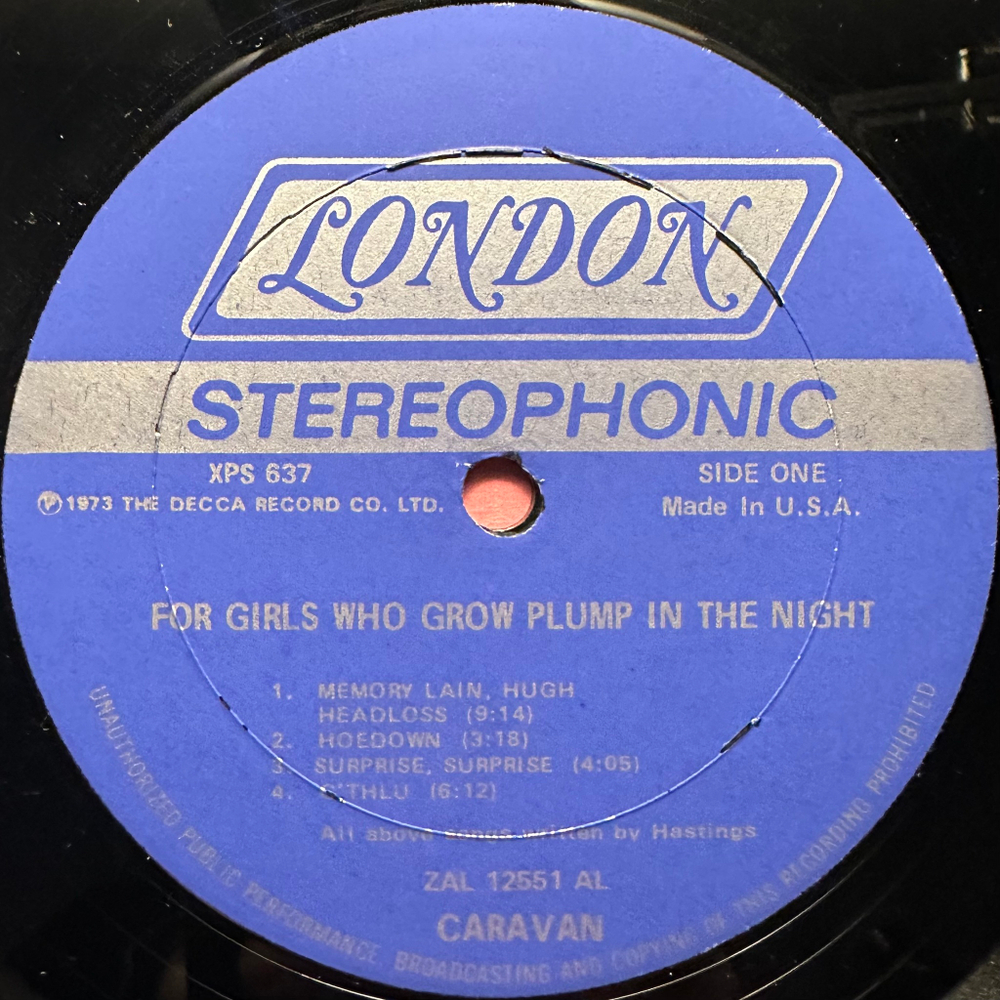 LONDON
STEREOPHONIC
XPS 637
SIDE ONE
Ⓟ 1973 THE DECCA RECORD CO. LTD.
Made In U.S.A.
FOR GIRLS WHO GROW PLUMP IN THE NIGHT
1. MEMORY LAIN, HUGH
HEADLOSS (9:14)
2. HOEDOWN (3:18)
3. SURPRISE, SURPRISE (4:05)
4. C'THLU (6:12)
All above songs written by Hastings
ZAL 12551 AL
CARAVAN
UNAUTHORIZED PUBLIC PERFORMANCE, BROADCASTING AND COPYING OF THIS RECORDING PROHIBITED